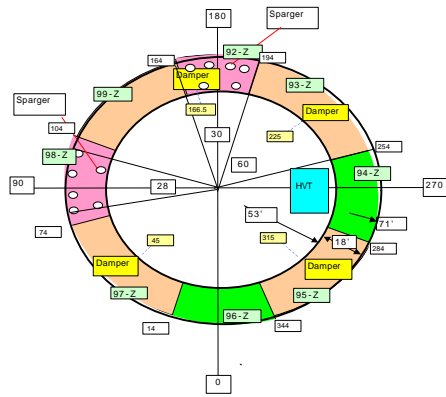 180
Sparger
92-Z
164
194
Damper
99-Z
93-Z
Sparger
166.5
Damper
104
30
225
98-Z
254
60
94-Z
90
28
HVT
270
53'
71'
74
45
315
18'
284
Damper
Damper
97-Z
95-Z
96-Z
14
344
0